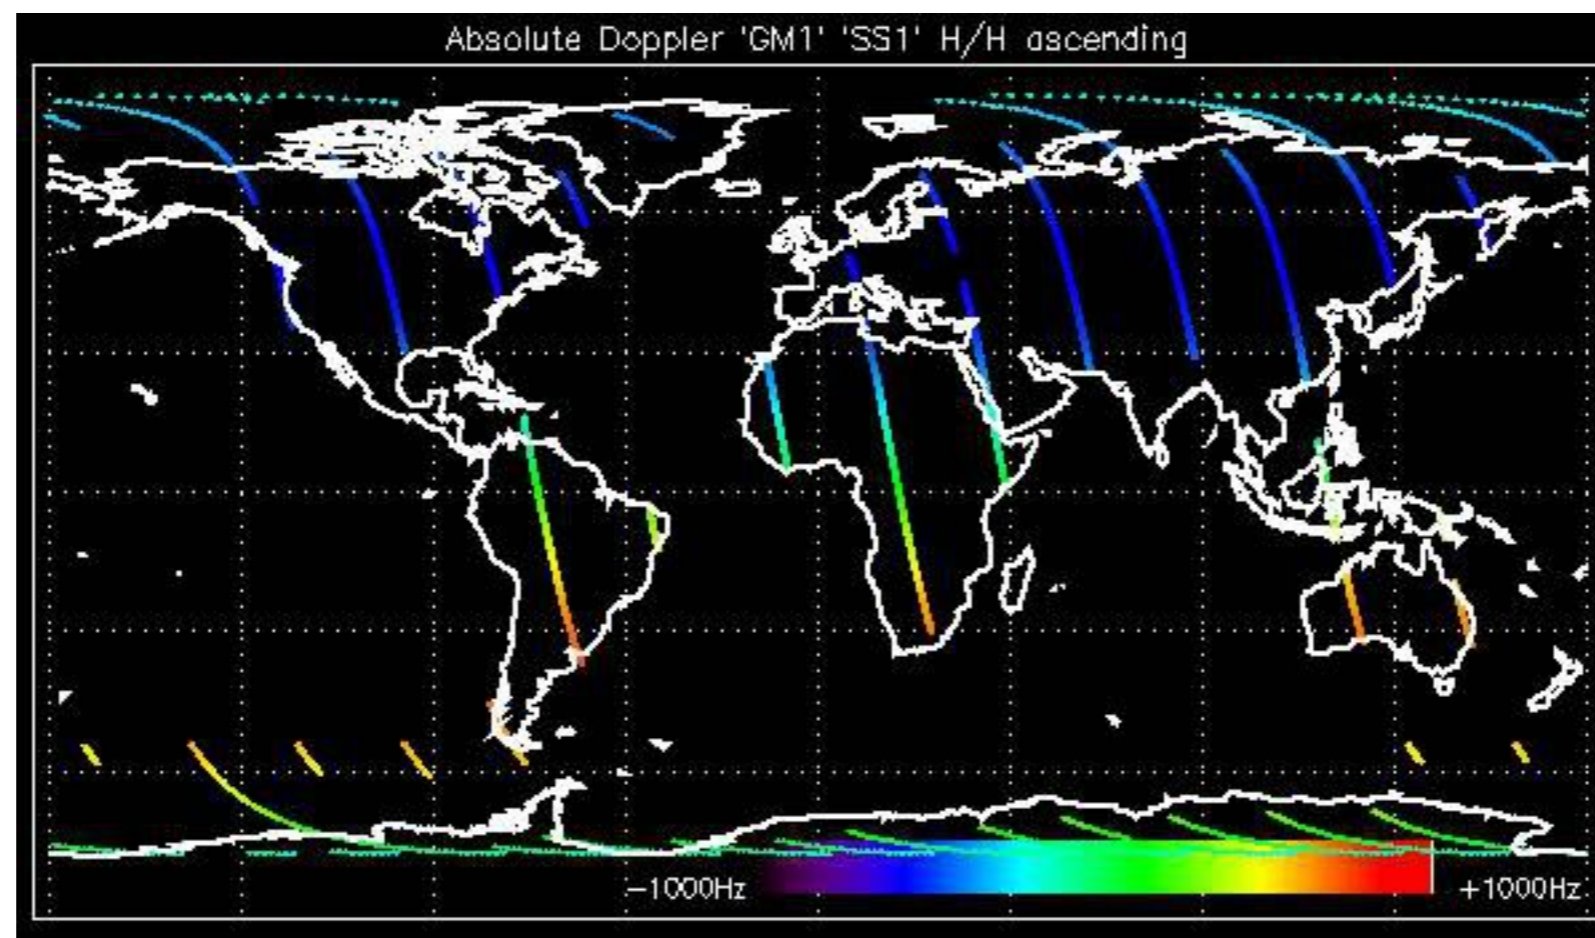 Absolute Doppler 'GM1' 'SS1' H/H ascending
-1000Hz
+1000Hz